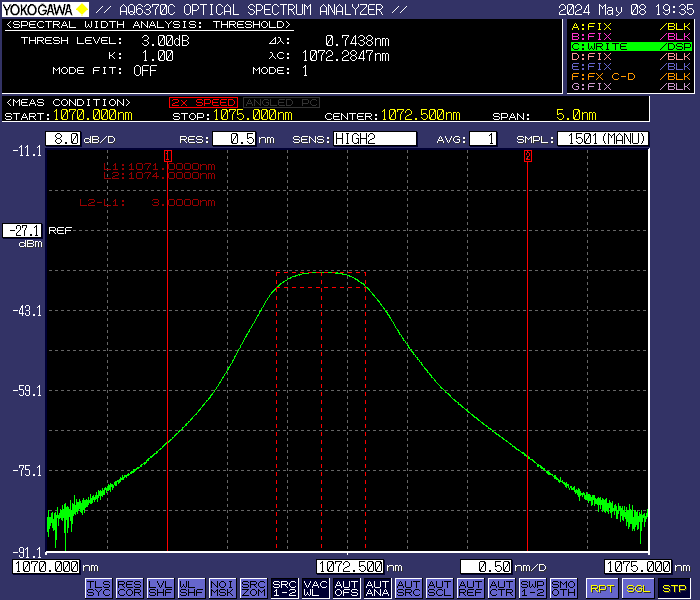 YOKOGAWA // AQ6370C OPTICAL SPECTRUM ANALYZER // 2024 May 08 19:35
<SPECTRAL WIDTH ANALYSIS: THRESHOLD>
THRESH LEVEL: 3.00dB Δλ: 0.7438nm
K: 1.00 λC: 1072.2847nm
MODE FIT: OFF MODE: 1
A:FIX /BLK
B:FIX /BLK
C:WRITE /DSP
D:FIX /BLK
E:FIX /BLK
F:FX C-D /BLK
G:FIX /BLK
<MEAS CONDITION> 2X SPEED ANGLED PC
START:1070.000nm STOP:1075.000nm CENTER:1072.500nm SPAN: 5.0nm
8.0 dB/D RES: 0.5 nm SENS: HIGH2 AVG: 1 SMPL: 1501(MANU)
-11.1
1 2
L1:1071.0000nm
L2:1074.0000nm
L2-L1: 3.0000nm
-27.1 REF
dBm
-43.1
-59.1
-75.1
-91.1
1070.000 nm 1072.500 nm 0.50 nm/D 1075.000 nm
TLS SYC
RES COR
LVL SHF
WL SHF
NOI MSK
SRC ZOM
SRC 1-2
VAC WL
AUT OFS
AUT ANA
AUT SRC
AUT SCL
AUT REF
AUT CTR
SWP 1-2
SMO OTH
RPT
SGL
STP